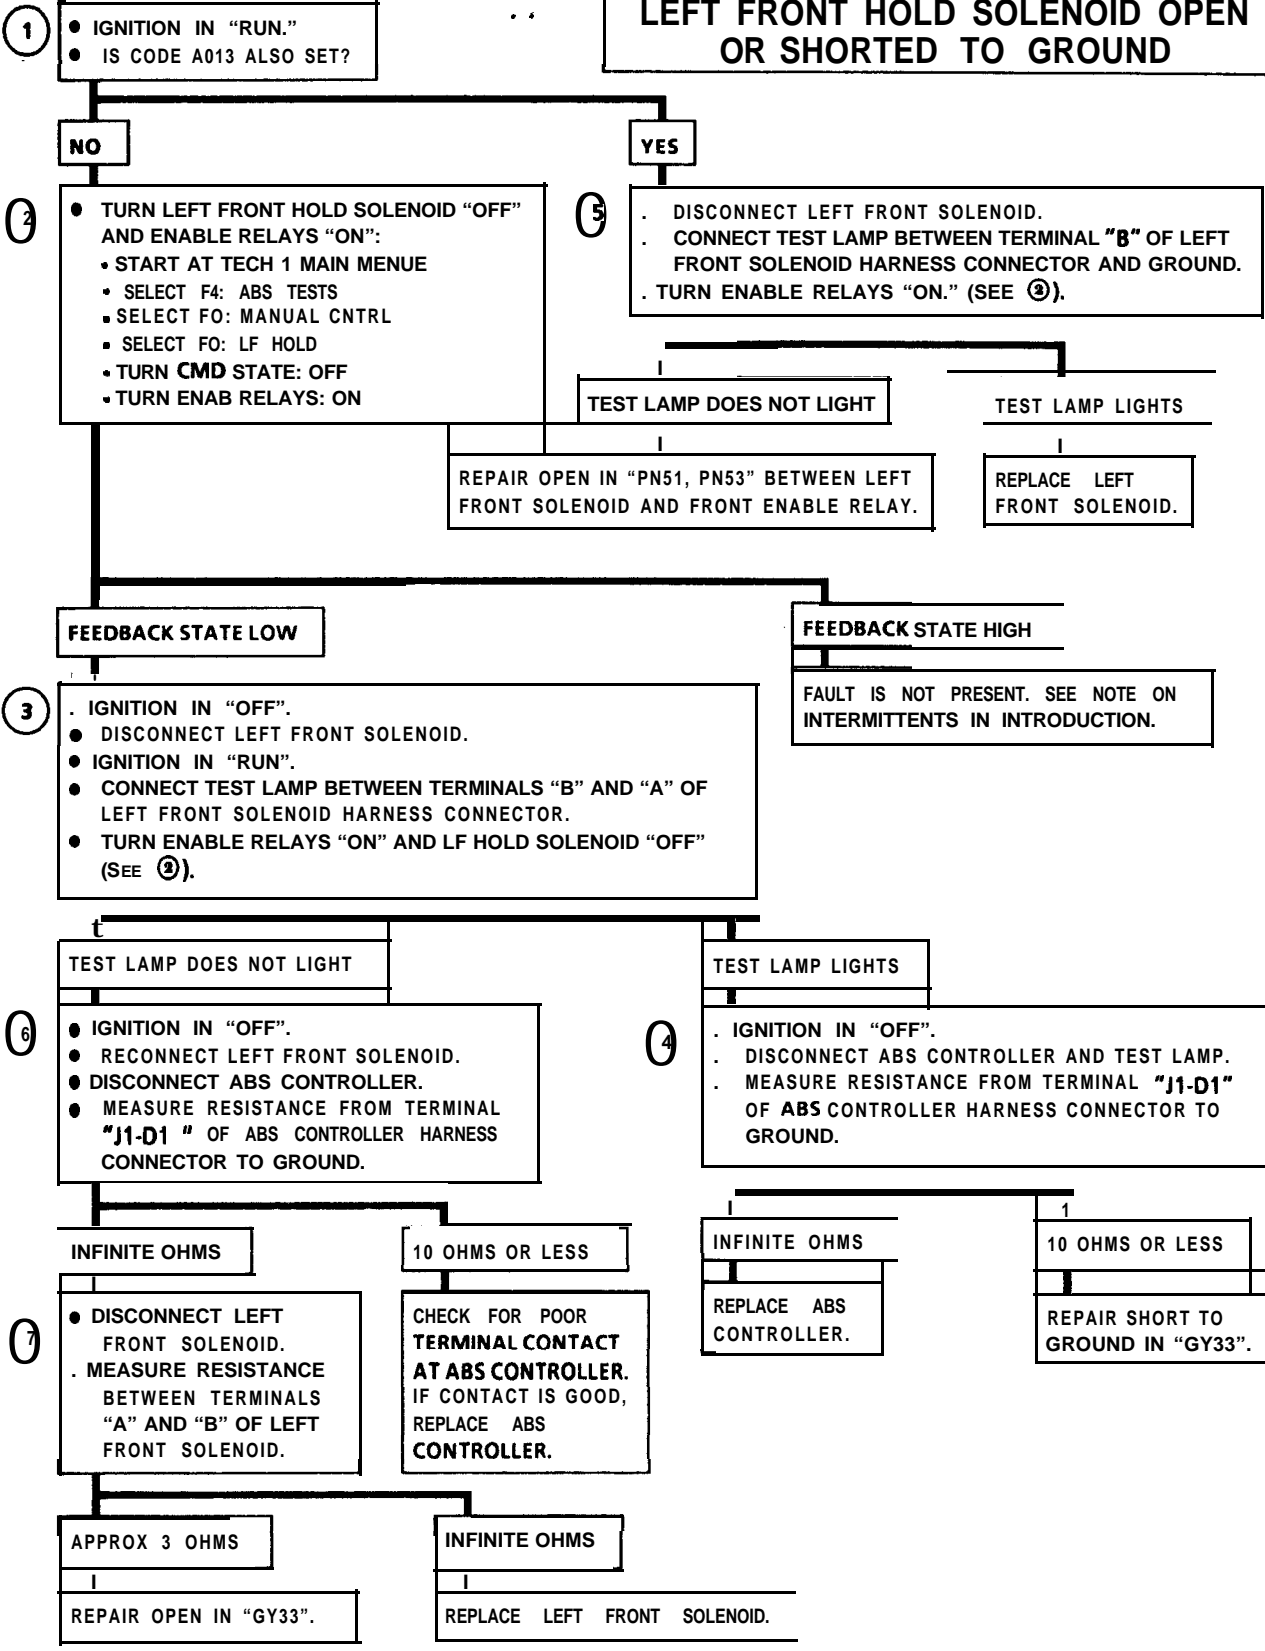 LEFT FRONT HOLD SOLENOID OPEN
OR SHORTED TO GROUND
1
● IGNITION IN “RUN.”
● IS CODE A013 ALSO SET?
NO
YES
2
● TURN LEFT FRONT HOLD SOLENOID “OFF”
AND ENABLE RELAYS “ON”:
• START AT TECH 1 MAIN MENUE
• SELECT F4: ABS TESTS
• SELECT FO: MANUAL CNTRL
• SELECT FO: LF HOLD
• TURN CMD STATE: OFF
• TURN ENAB RELAYS: ON
5
. DISCONNECT LEFT FRONT SOLENOID.
. CONNECT TEST LAMP BETWEEN TERMINAL "B" OF LEFT
FRONT SOLENOID HARNESS CONNECTOR AND GROUND.
. TURN ENABLE RELAYS “ON.” (SEE ②).
TEST LAMP DOES NOT LIGHT
TEST LAMP LIGHTS
REPAIR OPEN IN “PN51, PN53” BETWEEN LEFT
FRONT SOLENOID AND FRONT ENABLE RELAY.
REPLACE LEFT
FRONT SOLENOID.
FEEDBACK STATE LOW
FEEDBACK STATE HIGH
FAULT IS NOT PRESENT. SEE NOTE ON
INTERMITTENTS IN INTRODUCTION.
3
. IGNITION IN “OFF”.
● DISCONNECT LEFT FRONT SOLENOID.
● IGNITION IN “RUN”.
● CONNECT TEST LAMP BETWEEN TERMINALS “B” AND “A” OF
LEFT FRONT SOLENOID HARNESS CONNECTOR.
● TURN ENABLE RELAYS “ON” AND LF HOLD SOLENOID “OFF”
(SEE ②).
TEST LAMP DOES NOT LIGHT
TEST LAMP LIGHTS
6
● IGNITION IN “OFF”.
● RECONNECT LEFT FRONT SOLENOID.
● DISCONNECT ABS CONTROLLER.
● MEASURE RESISTANCE FROM TERMINAL
"J1-D1 " OF ABS CONTROLLER HARNESS
CONNECTOR TO GROUND.
4
. IGNITION IN “OFF”.
. DISCONNECT ABS CONTROLLER AND TEST LAMP.
. MEASURE RESISTANCE FROM TERMINAL "J1-D1"
OF ABS CONTROLLER HARNESS CONNECTOR TO
GROUND.
INFINITE OHMS
10 OHMS OR LESS
INFINITE OHMS
10 OHMS OR LESS
7
● DISCONNECT LEFT
FRONT SOLENOID.
. MEASURE RESISTANCE
BETWEEN TERMINALS
“A” AND “B” OF LEFT
FRONT SOLENOID.
CHECK FOR POOR
TERMINAL CONTACT
AT ABS CONTROLLER.
IF CONTACT IS GOOD,
REPLACE ABS
CONTROLLER.
REPLACE ABS
CONTROLLER.
REPAIR SHORT TO
GROUND IN “GY33”.
APPROX 3 OHMS
INFINITE OHMS
REPAIR OPEN IN “GY33”.
REPLACE LEFT FRONT SOLENOID.